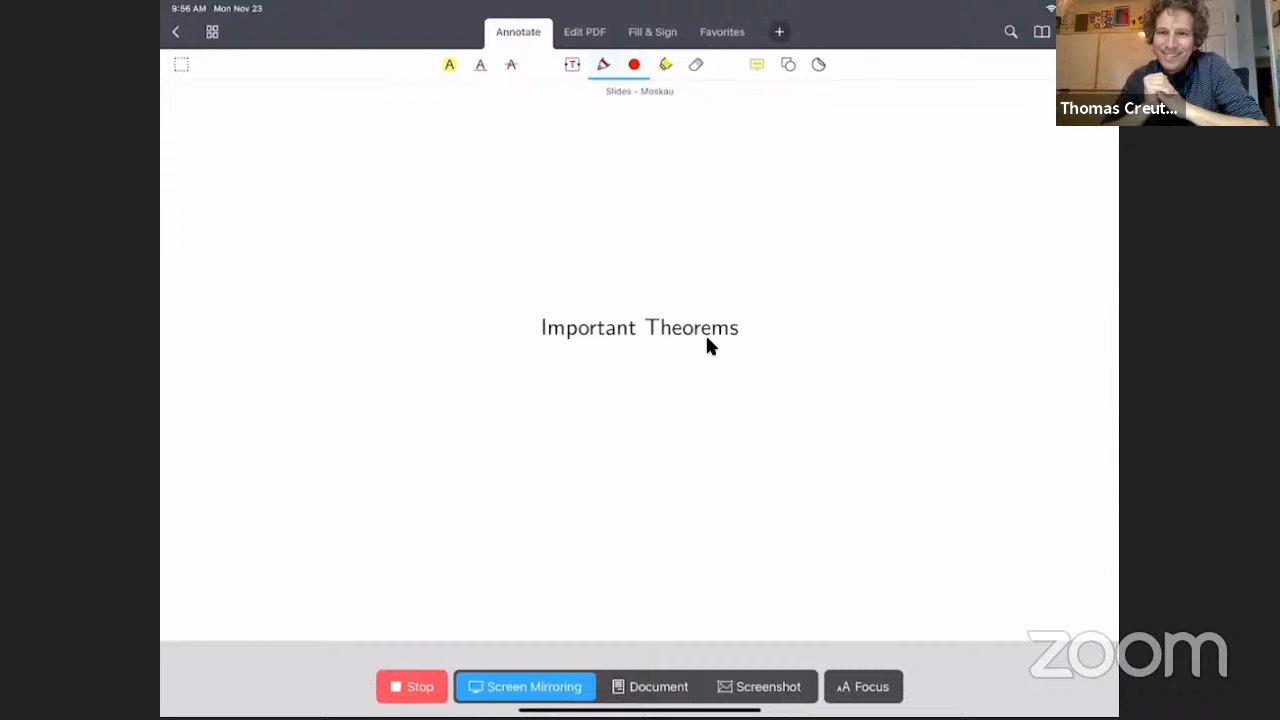 9:56 AM Mon Nov 23
Annotate Edit PDF Fill & Sign Favorites +
A A A T
Slides - Moskau
Thomas Creut...
Important Theorems
Stop Screen Mirroring Document Screenshot AA Focus
zoom